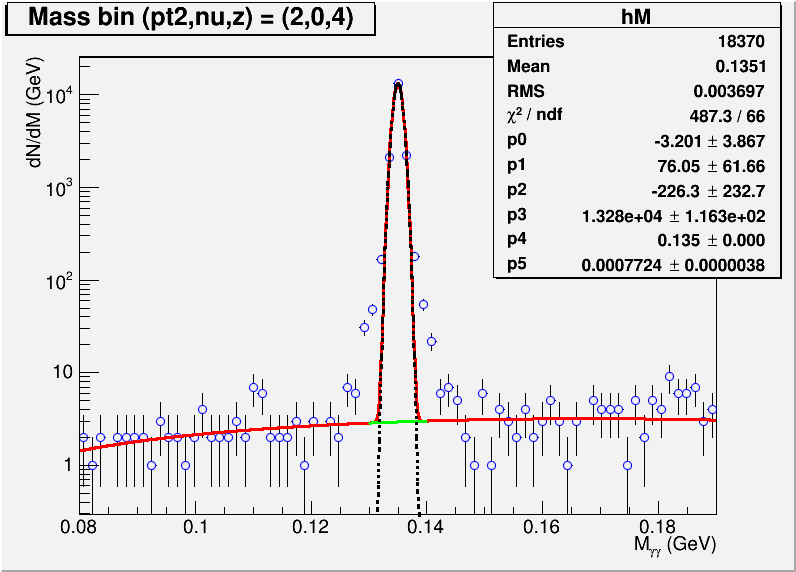 Mass bin (pt2,nu,z) = (2,0,4)
hM
Entries 18370
Mean 0.1351
RMS 0.003697
χ² / ndf 487.3 / 66
p0 -3.201 ± 3.867
p1 76.05 ± 61.66
p2 -226.3 ± 232.7
p3 1.328e+04 ± 1.163e+02
p4 0.135 ± 0.000
p5 0.0007724 ± 0.0000038
dN/dM (GeV)
10⁴
10³
10²
10
1
0.08 0.1 0.12 0.14 0.16 0.18
Mγγ (GeV)